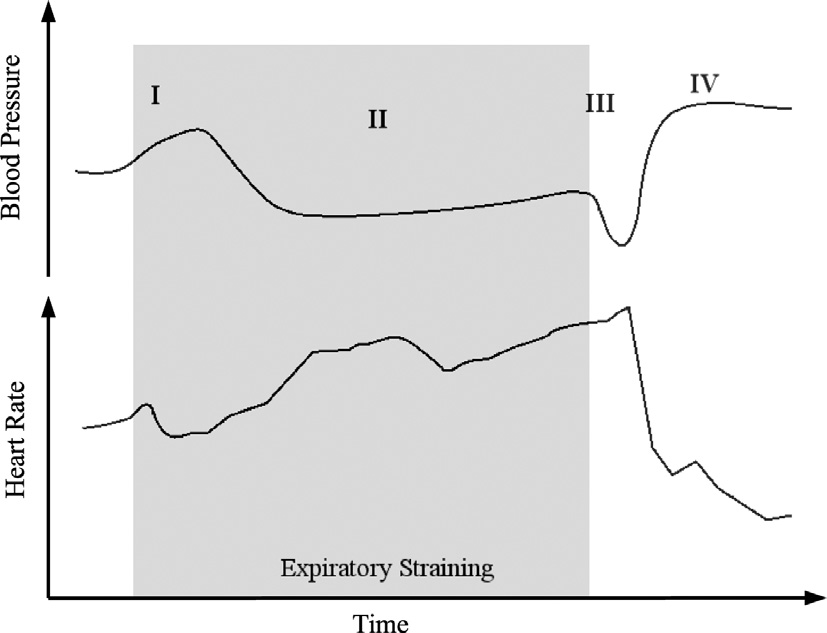 Blood Pressure
I
II
III
IV
Heart Rate
Expiratory Straining
Time